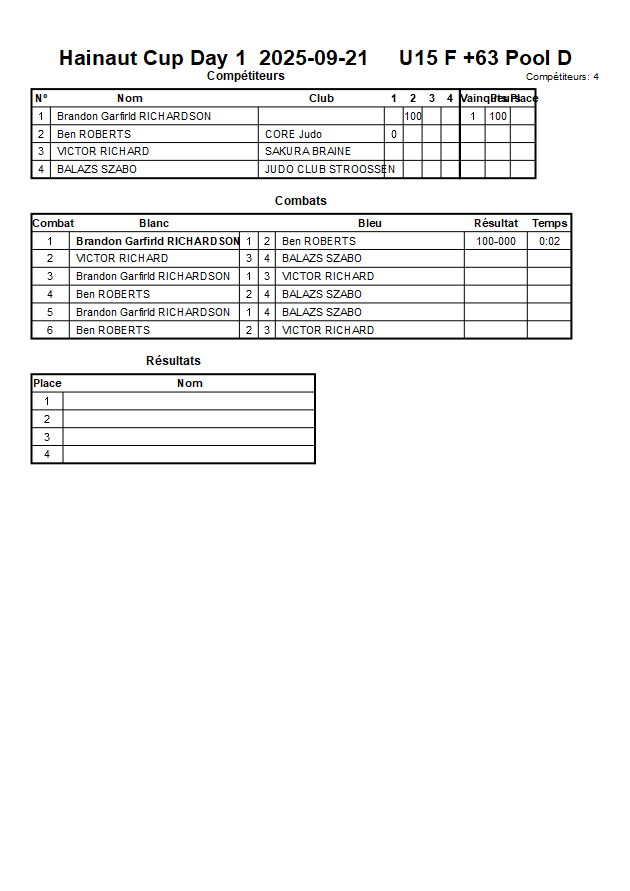 Hainaut Cup Day 1 2025-09-21 U15 F +63 Pool D
Compétiteurs
Compétiteurs: 4
Nº Nom Club 1 2 3 4 Vainqueurs Place
1 Brandon Garfirld RICHARDSON 100 1 100
2 Ben ROBERTS CORE Judo 0
3 VICTOR RICHARD SAKURA BRAINE
4 BALAZS SZABO JUDO CLUB STROOSSEN
Combats
Combat Blanc Bleu Résultat Temps
1 Brandon Garfirld RICHARDSON 1 2 Ben ROBERTS 100-000 0:02
2 VICTOR RICHARD 3 4 BALAZS SZABO
3 Brandon Garfirld RICHARDSON 1 3 VICTOR RICHARD
4 Ben ROBERTS 2 4 BALAZS SZABO
5 Brandon Garfirld RICHARDSON 1 4 BALAZS SZABO
6 Ben ROBERTS 2 3 VICTOR RICHARD
Résultats
Place Nom
1
2
3
4